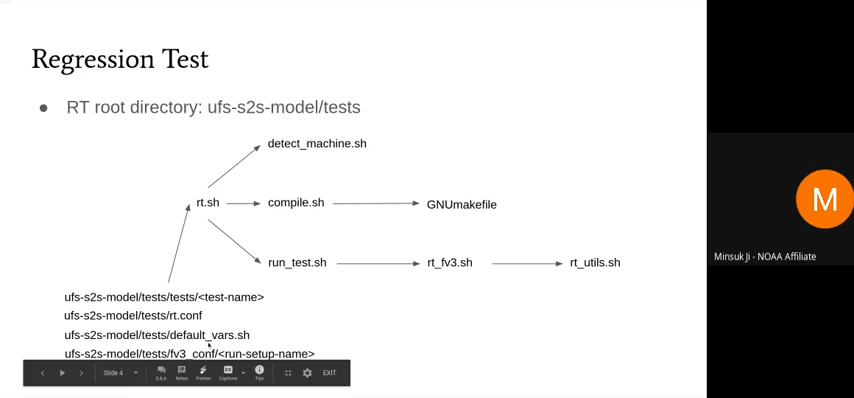 Regression Test
● RT root directory: ufs-s2s-model/tests
detect_machine.sh
rt.sh
compile.sh
GNUmakefile
run_test.sh
rt_fv3.sh
rt_utils.sh
ufs-s2s-model/tests/tests/<test-name>
ufs-s2s-model/tests/rt.conf
ufs-s2s-model/tests/default_vars.sh
ufs-s2s-model/tests/fv3_conf/<run-setup-name>
Slide 4
Q&A
Notes
Pointer
CC
Captions
Tips
EXIT
M
Minsuk Ji - NOAA Affiliate